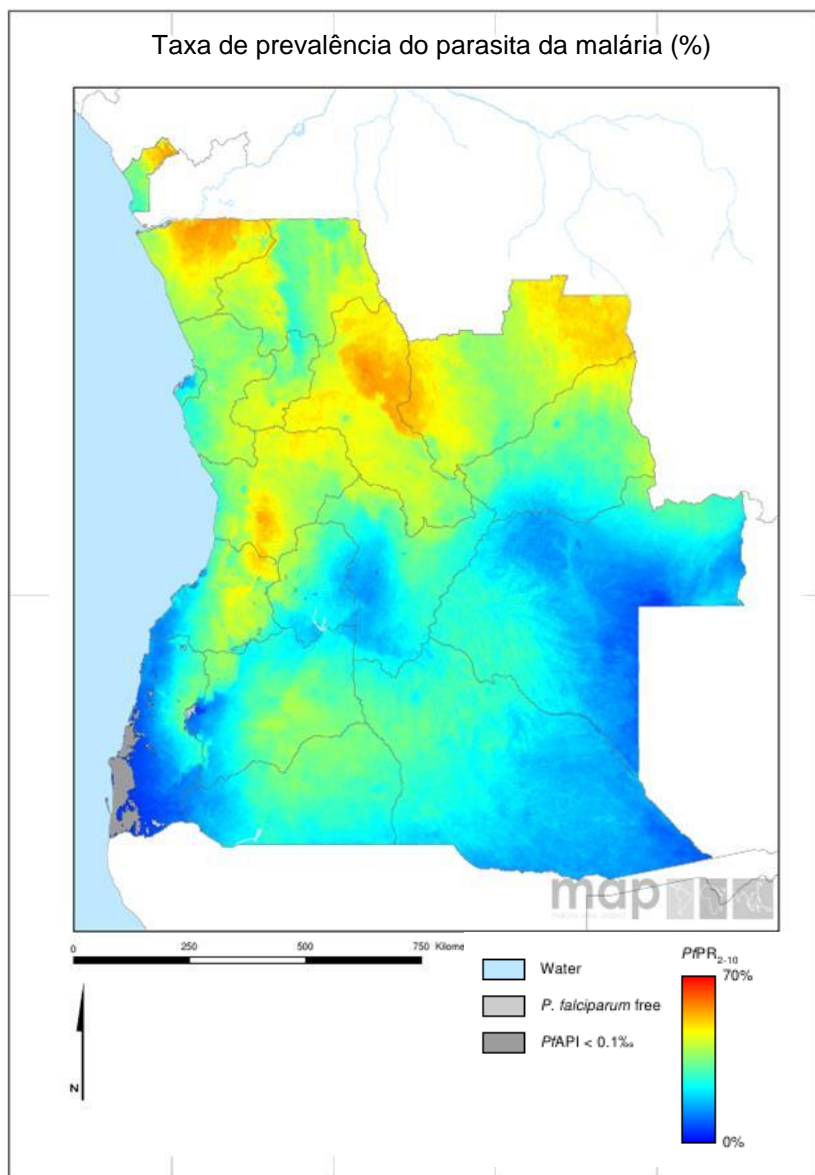 Taxa de prevalência do parasita da malária (%)
map
0 250 500 750 Kilome
Water
P. falciparum free
PfAPI < 0.1‰
PfPR2-10
70%
0%
N